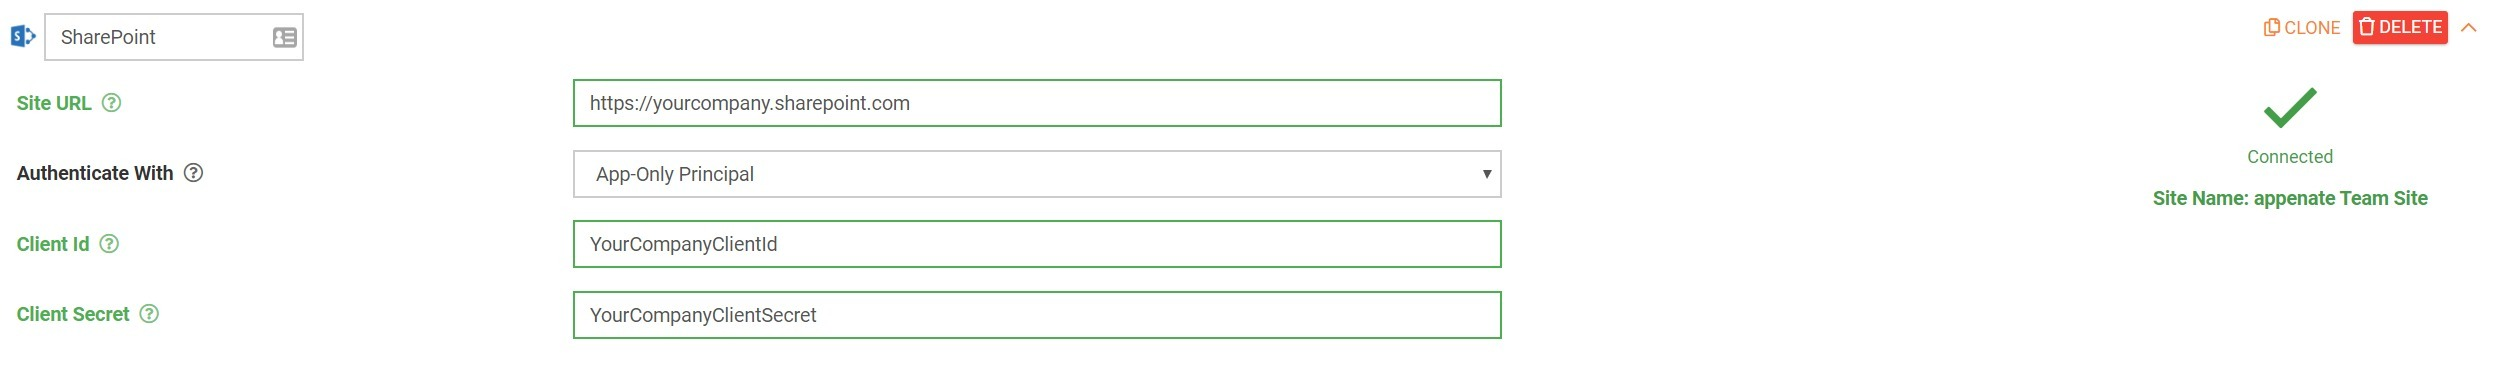 SharePoint
CLONE
DELETE
Site URL
https://yourcompany.sharepoint.com
Connected
Authenticate With
App-Only Principal
Site Name: appenate Team Site
Client Id
YourCompanyClientId
Client Secret
YourCompanyClientSecret